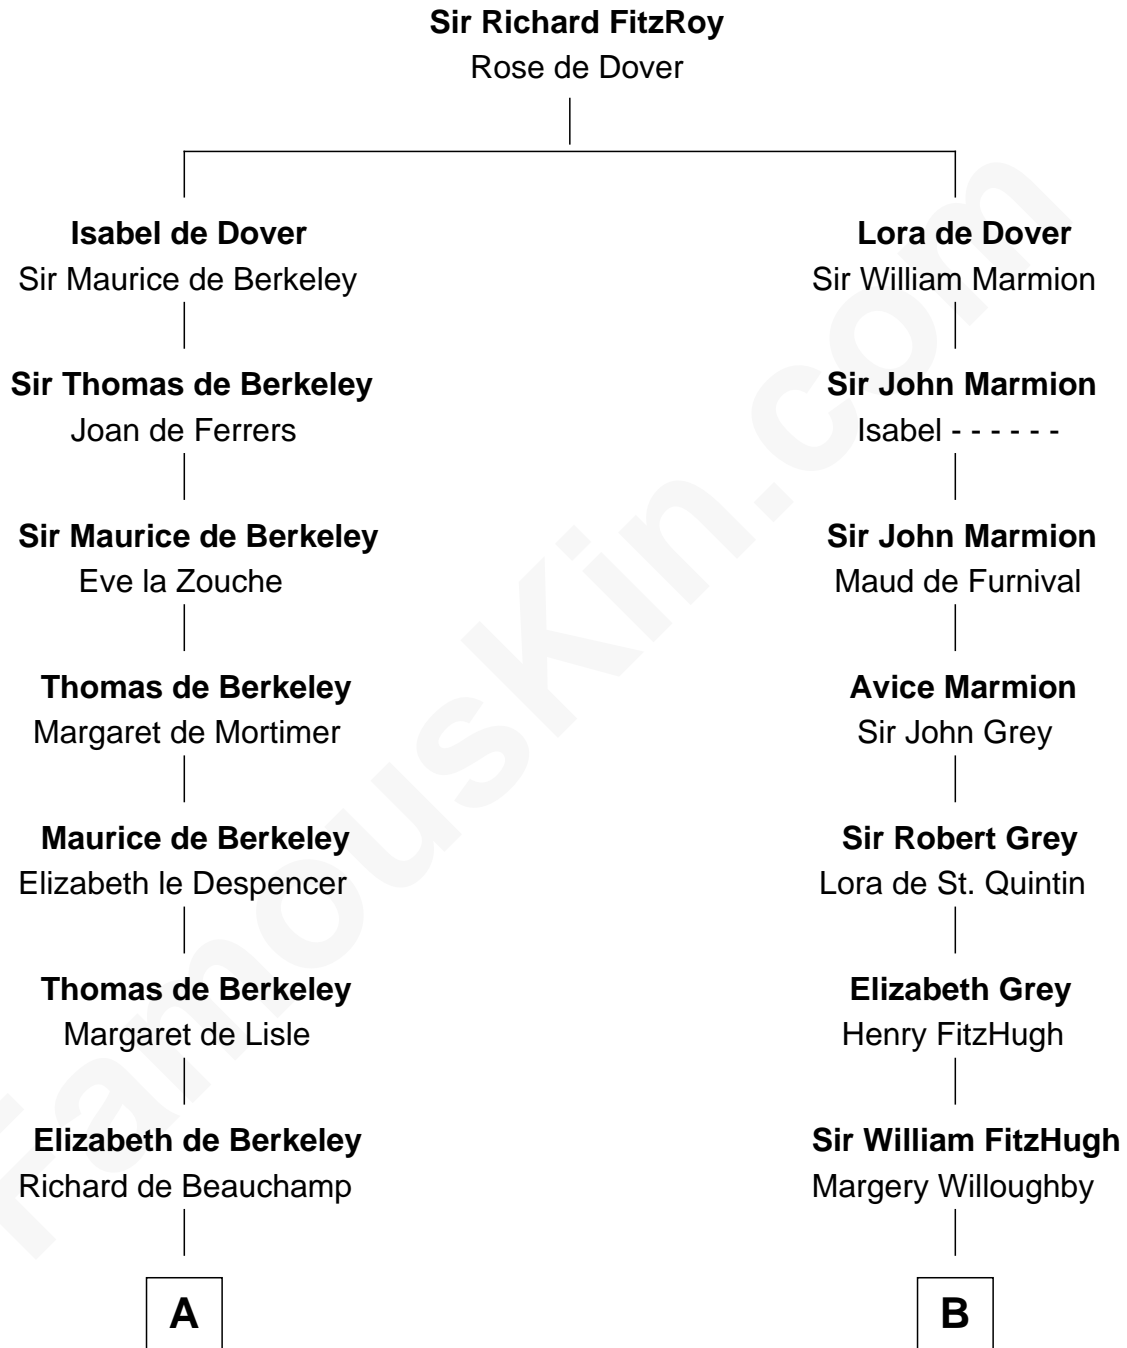 Sir Richard FitzRoy
Rose de Dover
Isabel de Dover
Sir Maurice de Berkeley
Lora de Dover
Sir William Marmion
Sir Thomas de Berkeley
Joan de Ferrers
Sir John Marmion
Isabel - - - - - -
Sir Maurice de Berkeley
Eve la Zouche
Sir John Marmion
Maud de Furnival
Thomas de Berkeley
Margaret de Mortimer
Avice Marmion
Sir John Grey
Maurice de Berkeley
Elizabeth le Despencer
Sir Robert Grey
Lora de St. Quintin
Thomas de Berkeley
Margaret de Lisle
Elizabeth Grey
Henry FitzHugh
Elizabeth de Berkeley
Richard de Beauchamp
Sir William FitzHugh
Margery Willoughby
A
B
FamousKin.com